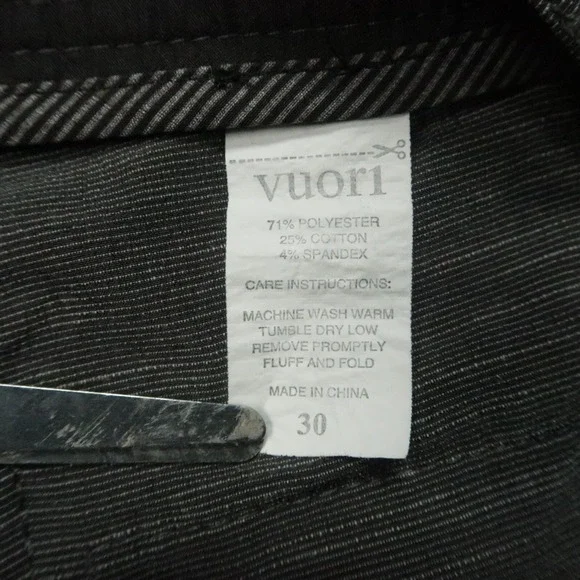 vuori
71% POLYESTER
25% COTTON
4% SPANDEX
CARE INSTRUCTIONS:
MACHINE WASH WARM
TUMBLE DRY LOW
REMOVE PROMPTLY
FLUFF AND FOLD
MADE IN CHINA
30